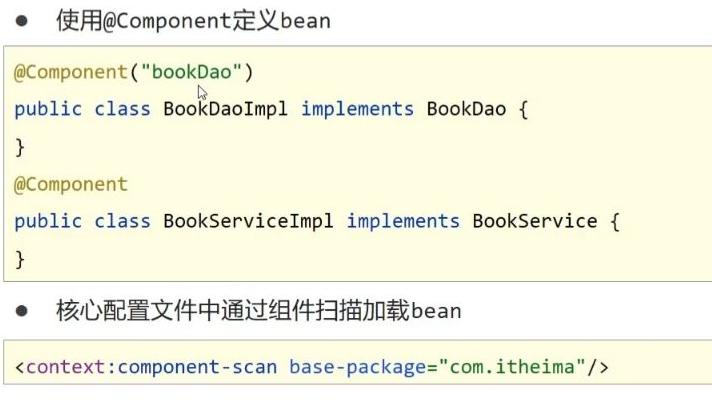 ● 使用@Component定义bean
@Component("bookDao")
public class BookDaoImpl implements BookDao {
}
@Component
public class BookServiceImpl implements BookService {
}
● 核心配置文件中通过组件扫描加载bean
<context:component-scan base-package="com.itheima"/>